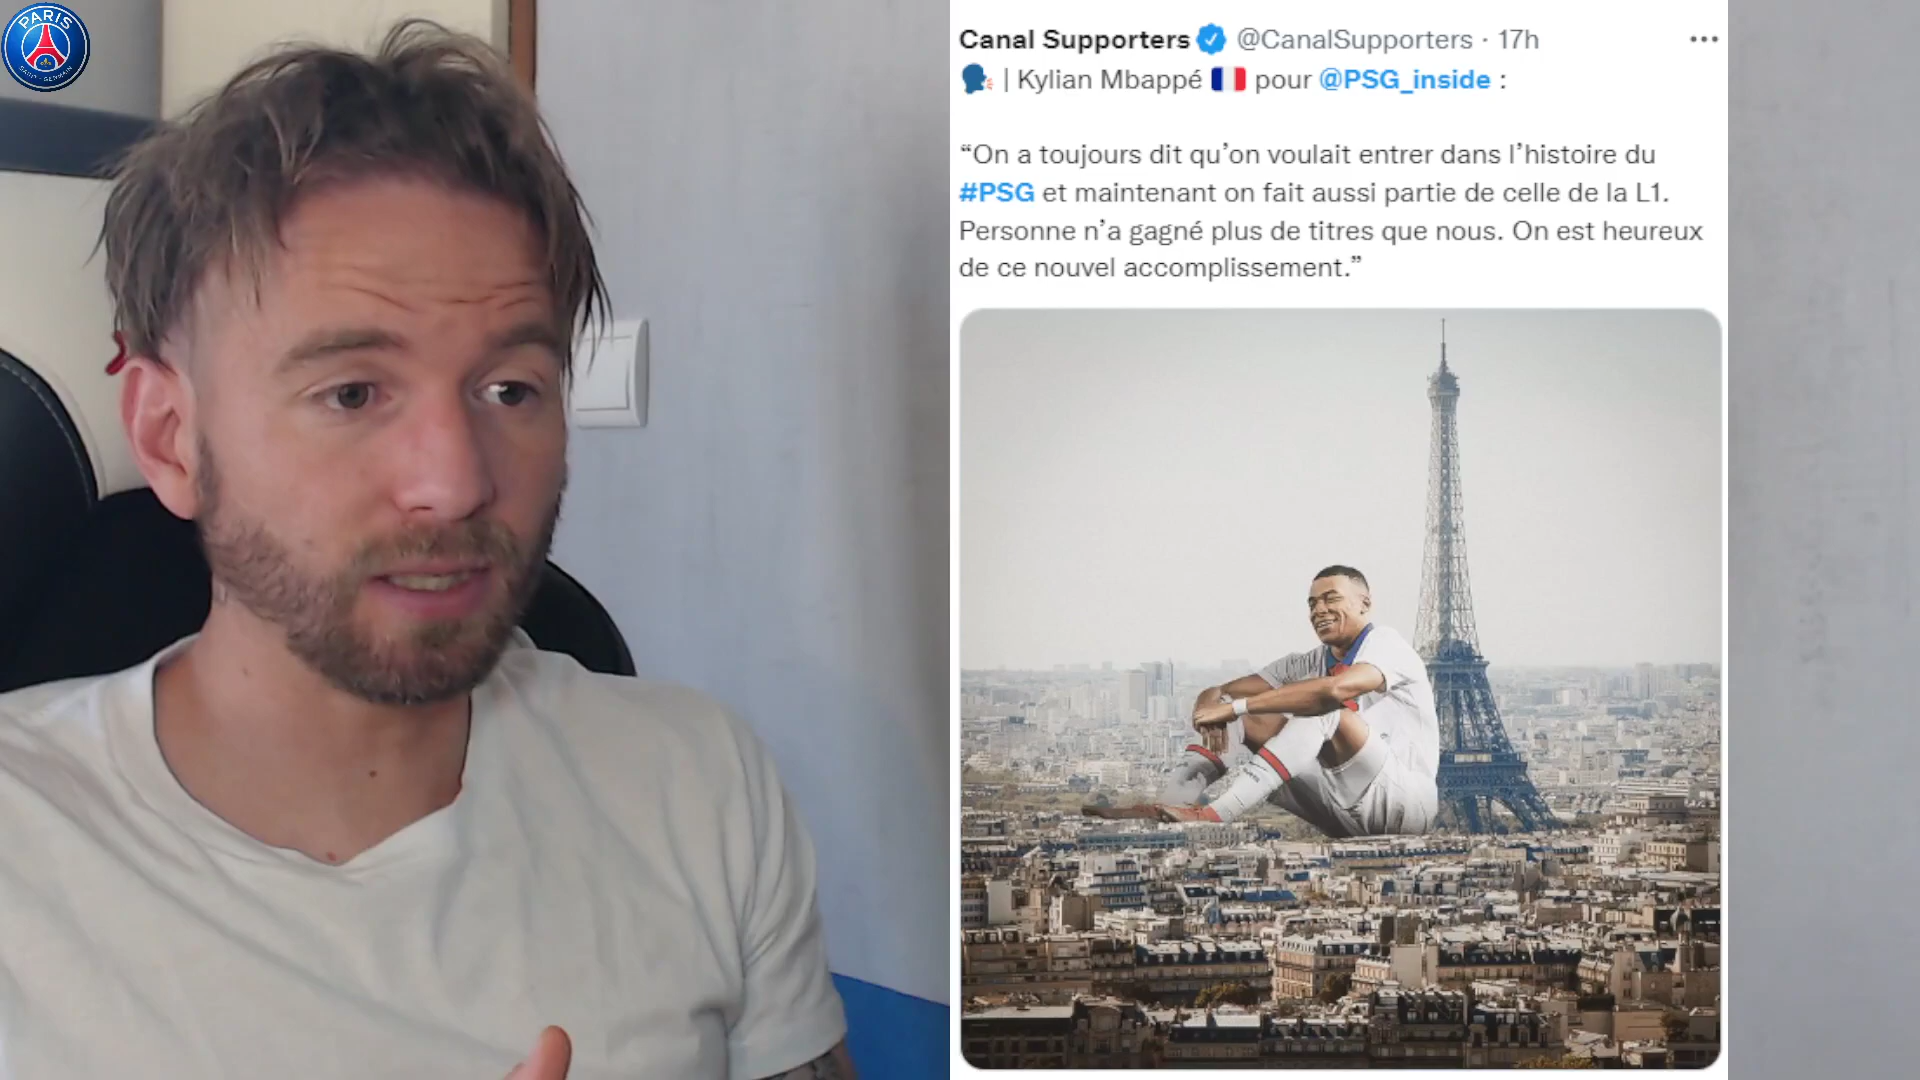 PARIS
SAINT-GERMAIN
Canal Supporters @CanalSupporters · 17h
🗣 | Kylian Mbappé 🇫🇷 pour @PSG_inside :
“On a toujours dit qu’on voulait entrer dans l’histoire du
#PSG et maintenant on fait aussi partie de celle de la L1.
Personne n’a gagné plus de titres que nous. On est heureux
de ce nouvel accomplissement.”